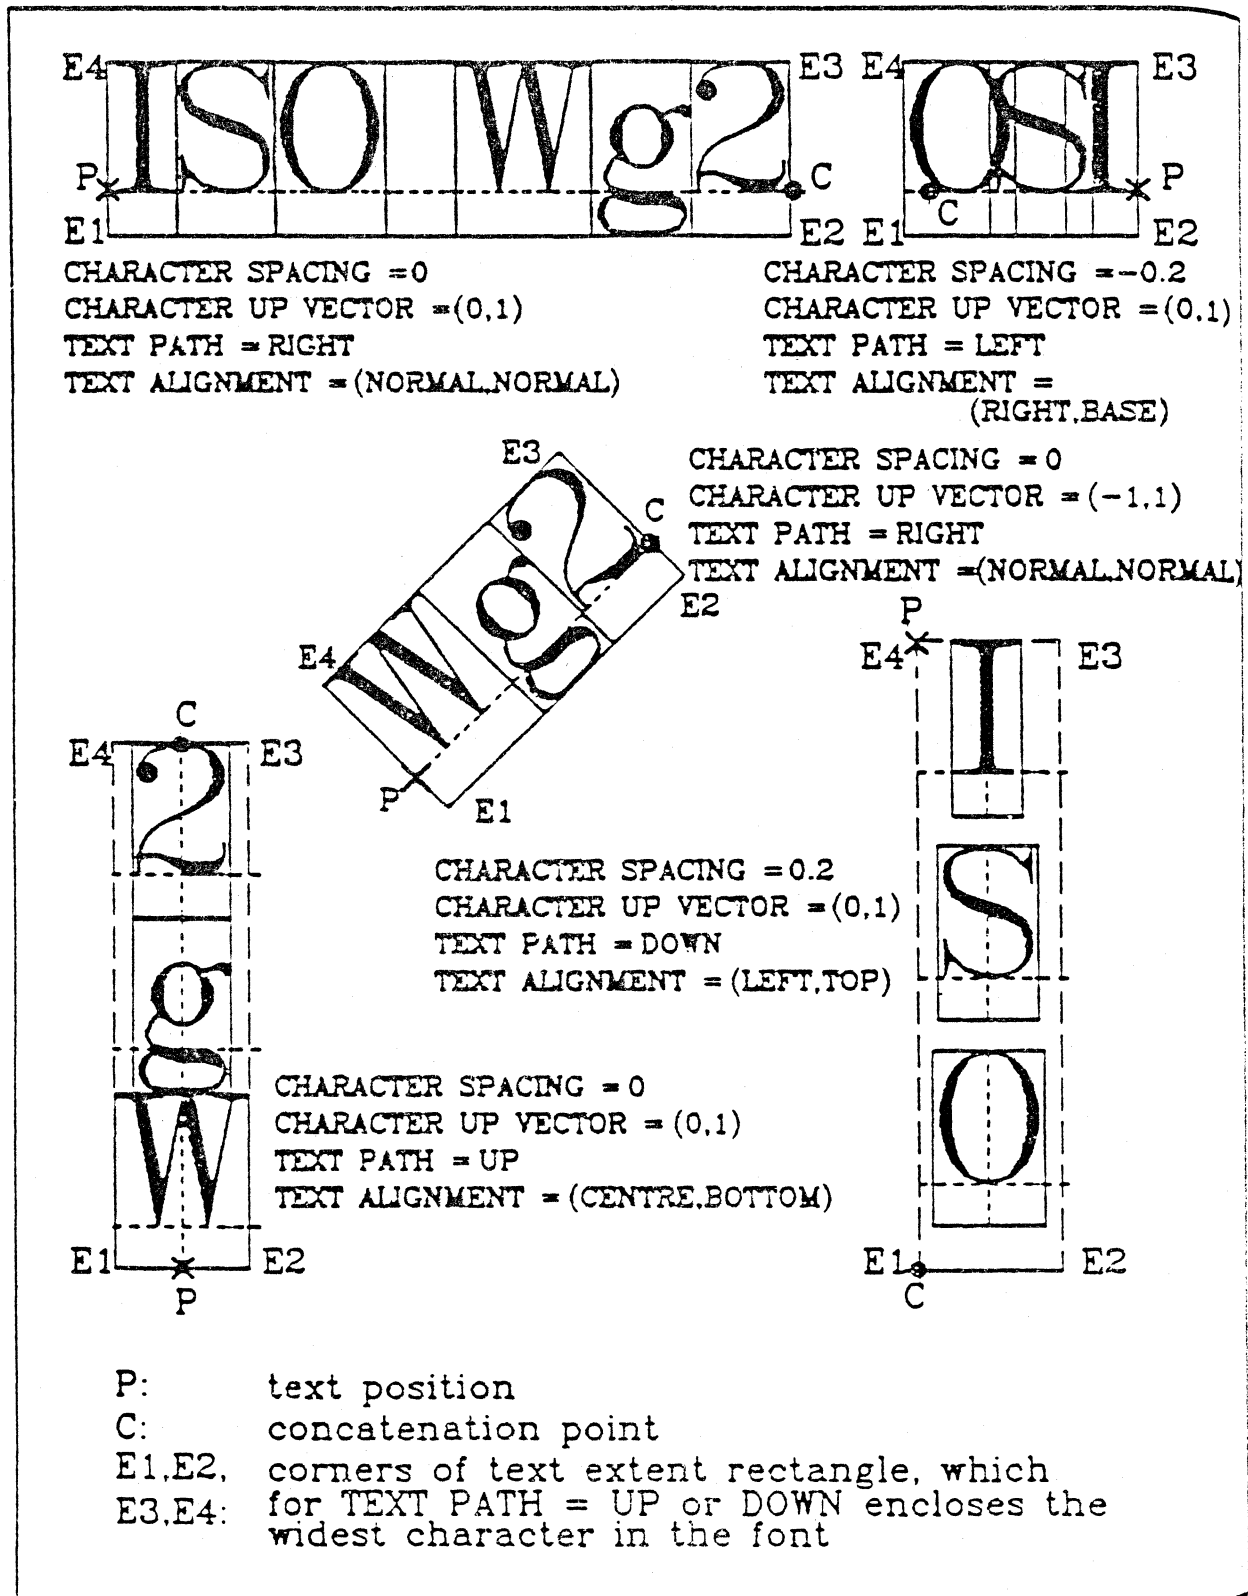 E4 ISO Wg2 E3
P C
E1 E2
CHARACTER SPACING =0
CHARACTER UP VECTOR =(0,1)
TEXT PATH =RIGHT
TEXT ALIGNMENT =(NORMAL,NORMAL)
E4 OSI E3
C P
E1 E2
CHARACTER SPACING =-0.2
CHARACTER UP VECTOR =(0,1)
TEXT PATH =LEFT
TEXT ALIGNMENT =
(RIGHT,BASE)
E3
C
Wg2
E4 E2
P E1
CHARACTER SPACING =0
CHARACTER UP VECTOR =(-1,1)
TEXT PATH =RIGHT
TEXT ALIGNMENT =(NORMAL,NORMAL)
C
E4 E3
2
g
W
E1 E2
P
CHARACTER SPACING =0
CHARACTER UP VECTOR =(0,1)
TEXT PATH =UP
TEXT ALIGNMENT =(CENTRE,BOTTOM)
CHARACTER SPACING =0.2
CHARACTER UP VECTOR =(0,1)
TEXT PATH =DOWN
TEXT ALIGNMENT =(LEFT,TOP)
P
E4 E3
I
S
O
E1 E2
C
P: text position
C: concatenation point
E1,E2, corners of text extent rectangle, which
E3,E4: for TEXT PATH = UP or DOWN encloses the
widest character in the font